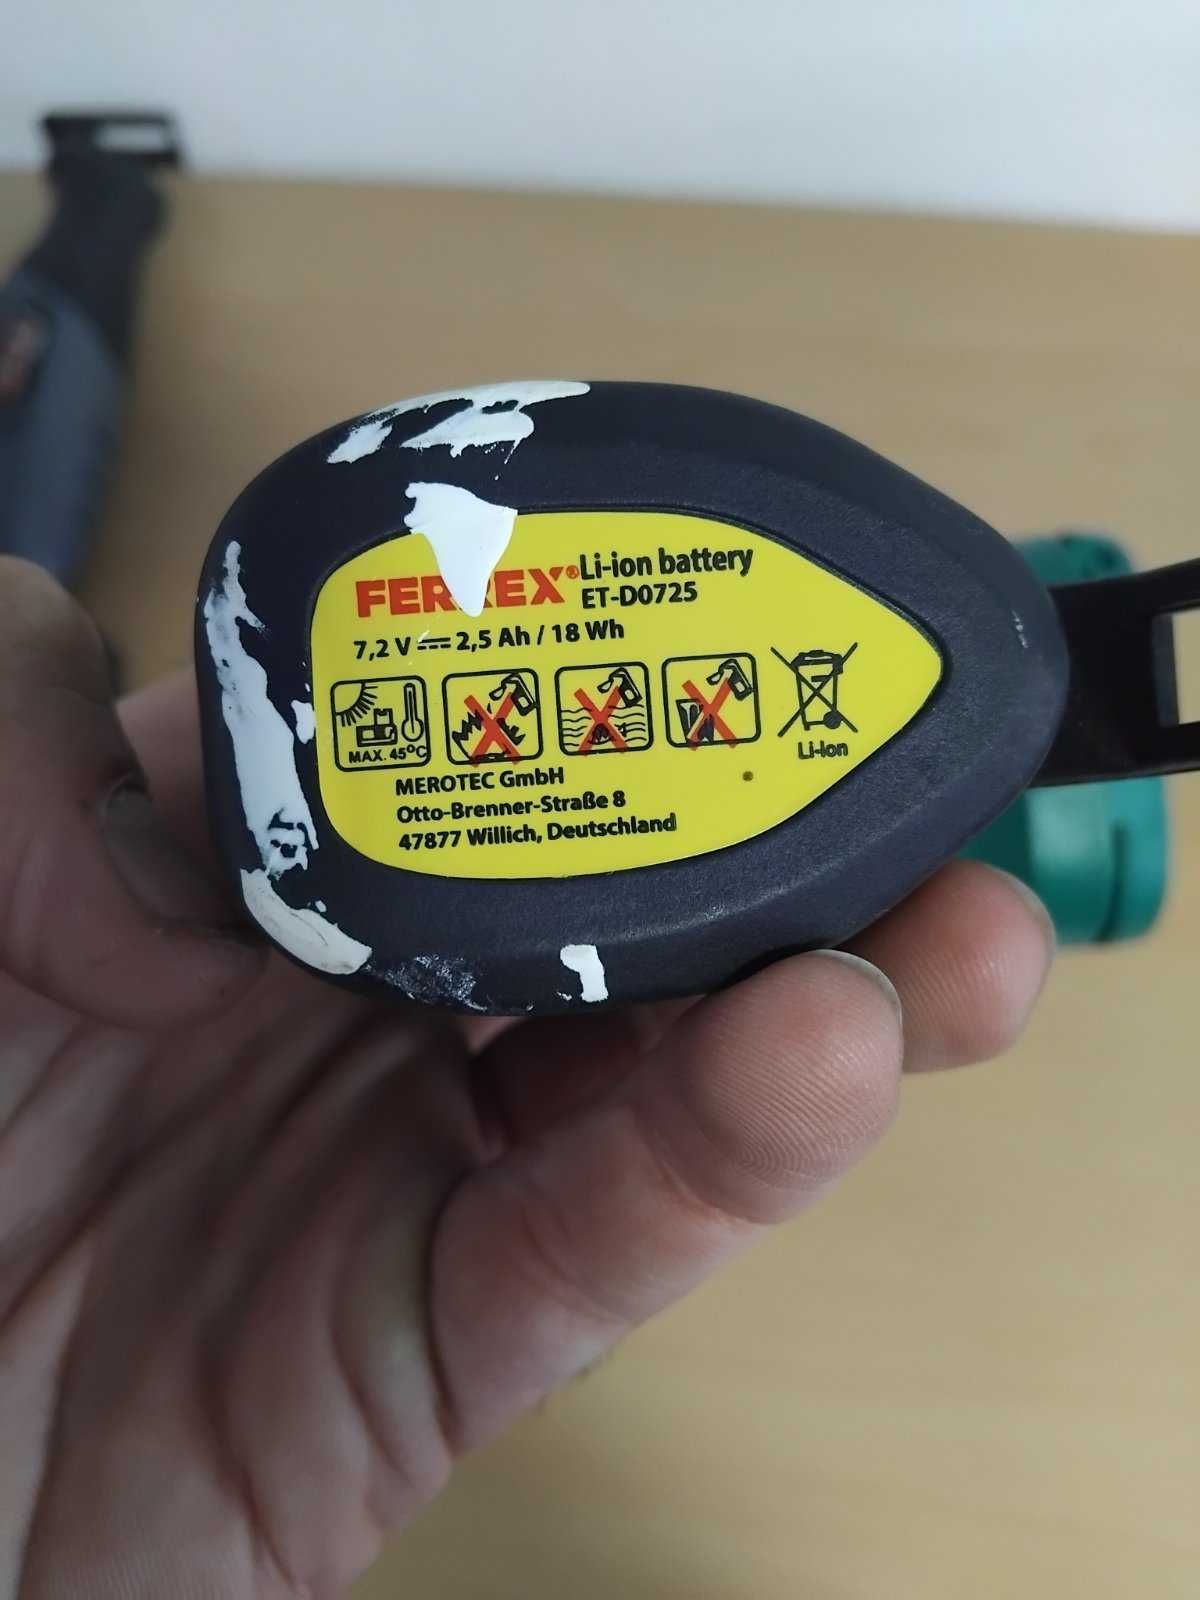 FERREX® Li-ion battery
ET-D0725
7,2 V ⎓ 2,5 Ah / 18 Wh
MAX. 45°C
Li-Ion
MEROTEC GmbH
Otto-Brenner-Straße 8
47877 Willich, Deutschland